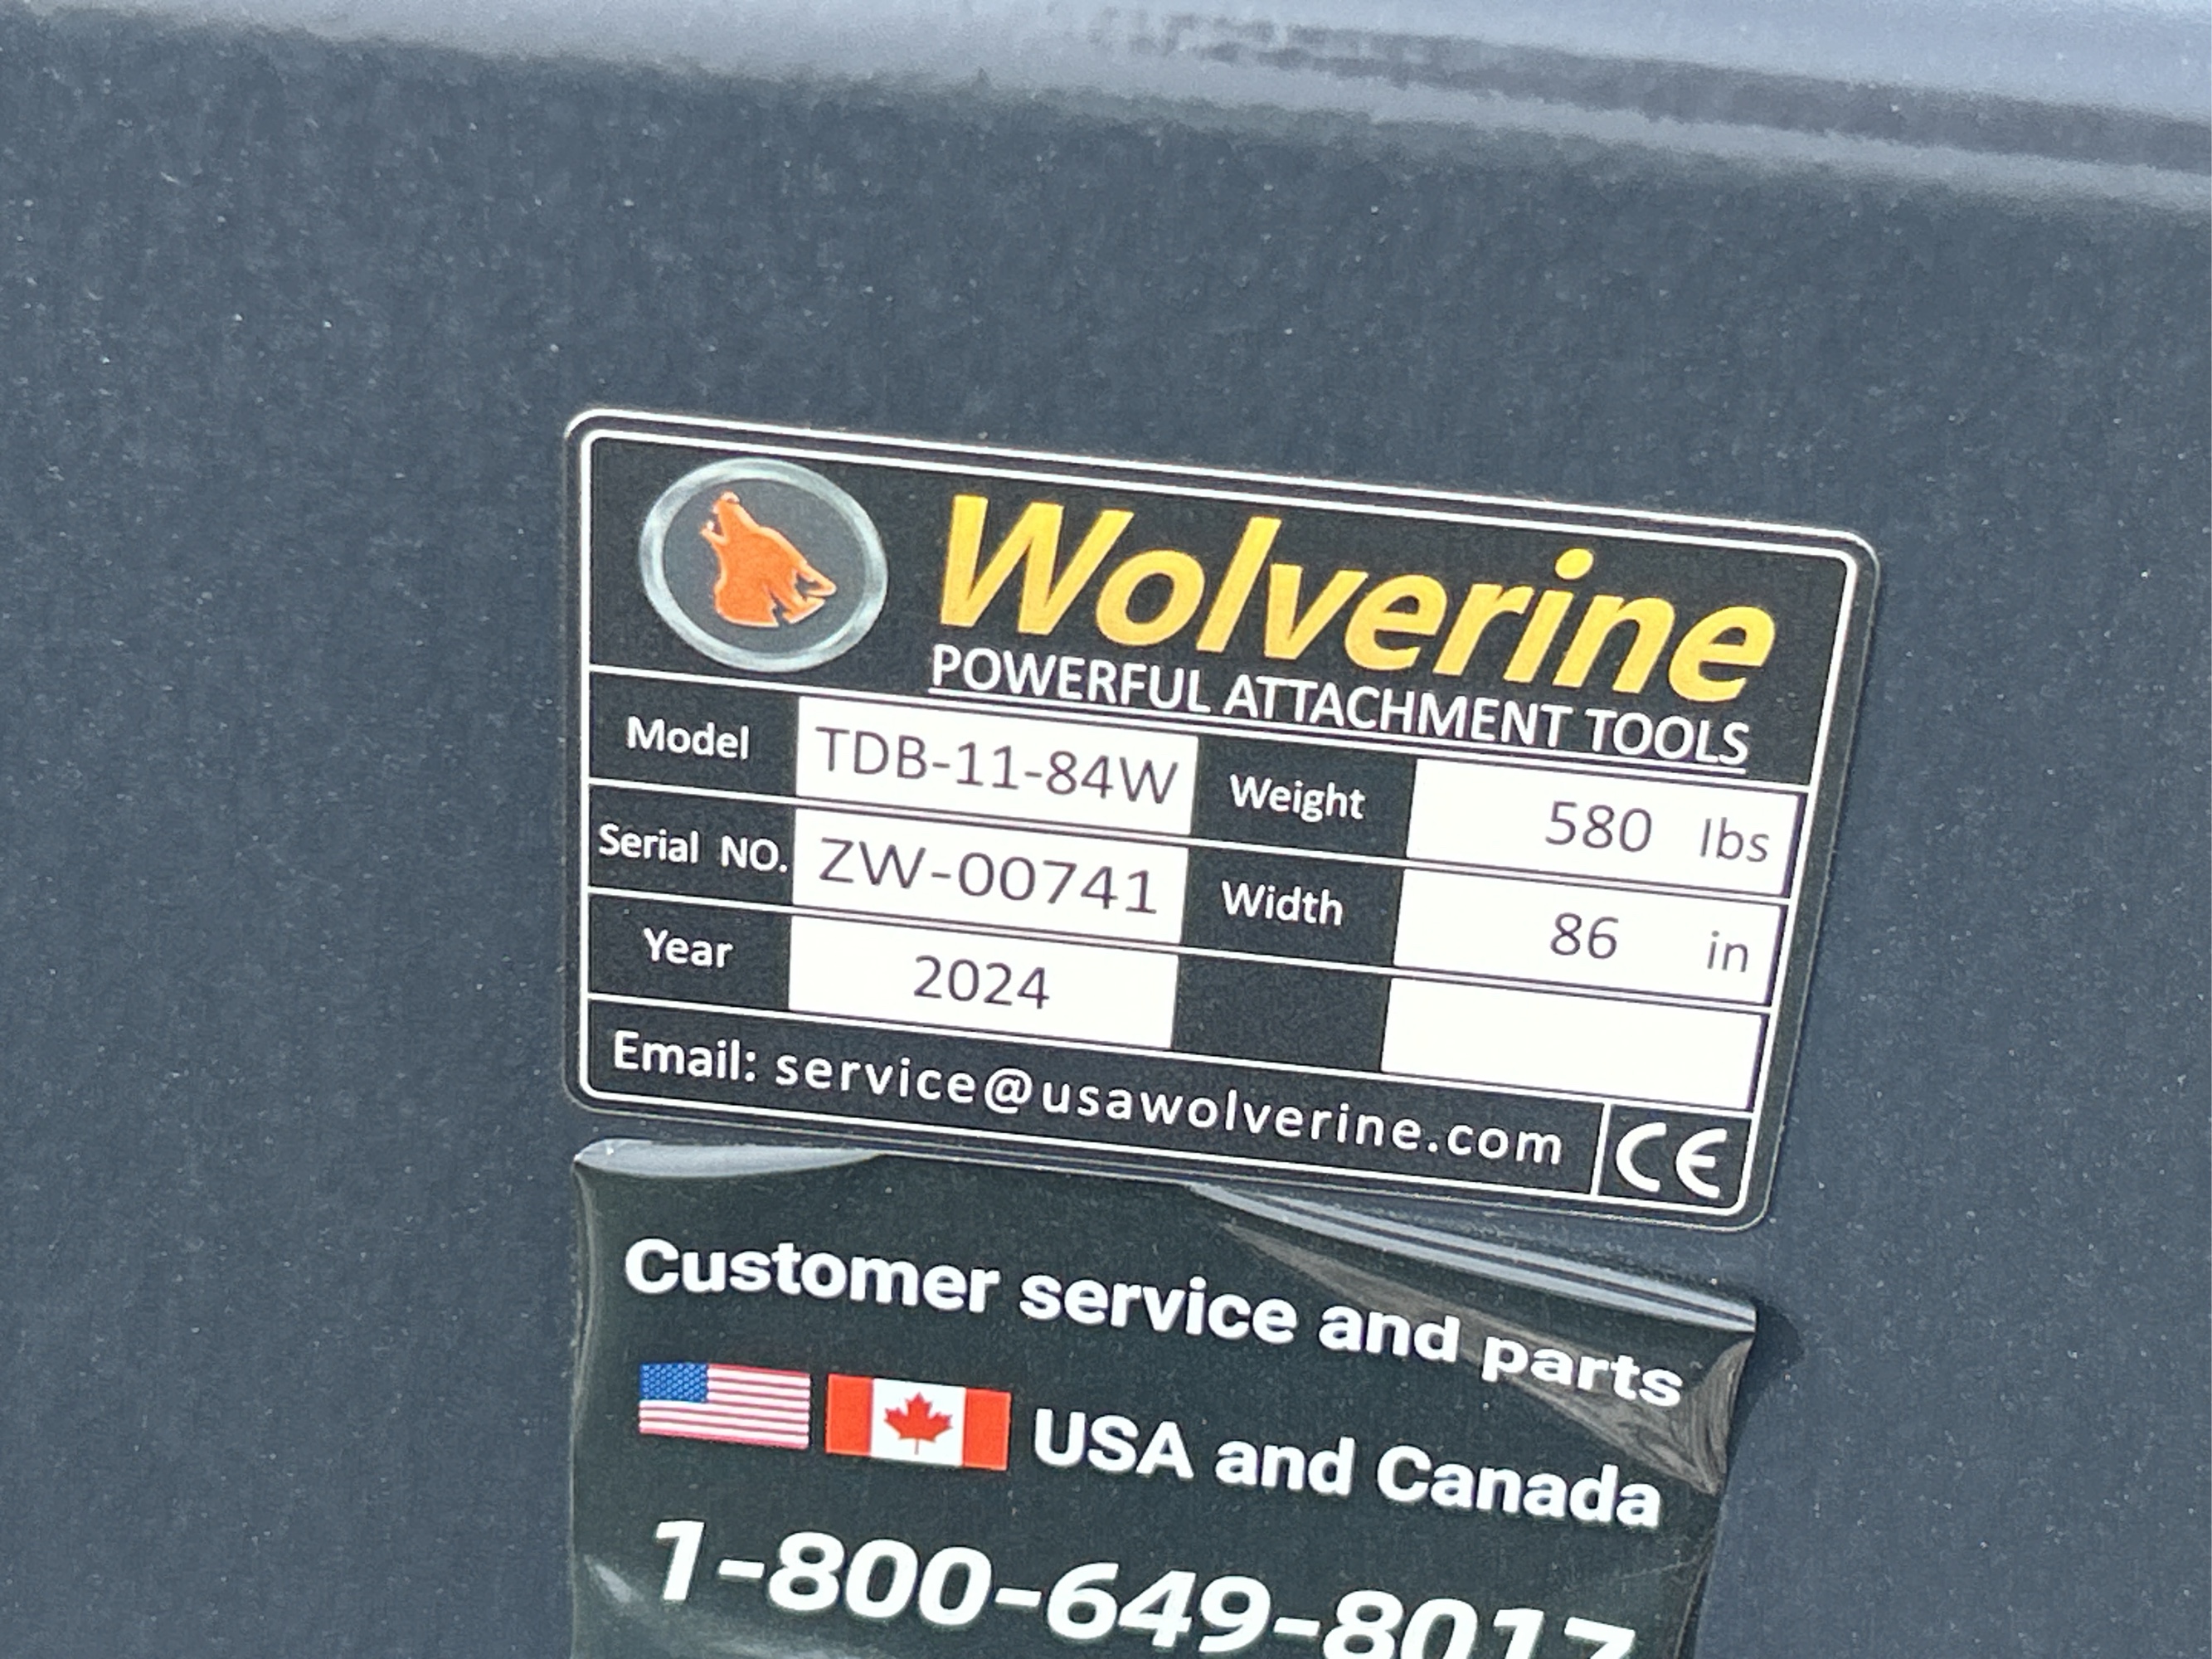 Wolverine
POWERFUL ATTACHMENT TOOLS
Model TDB-11-84W Weight 580 lbs
Serial NO. ZW-00741 Width 86 in
Year 2024
Email: service@usawolverine.com CE
Customer service and parts
USA and Canada
1-800-649-8017